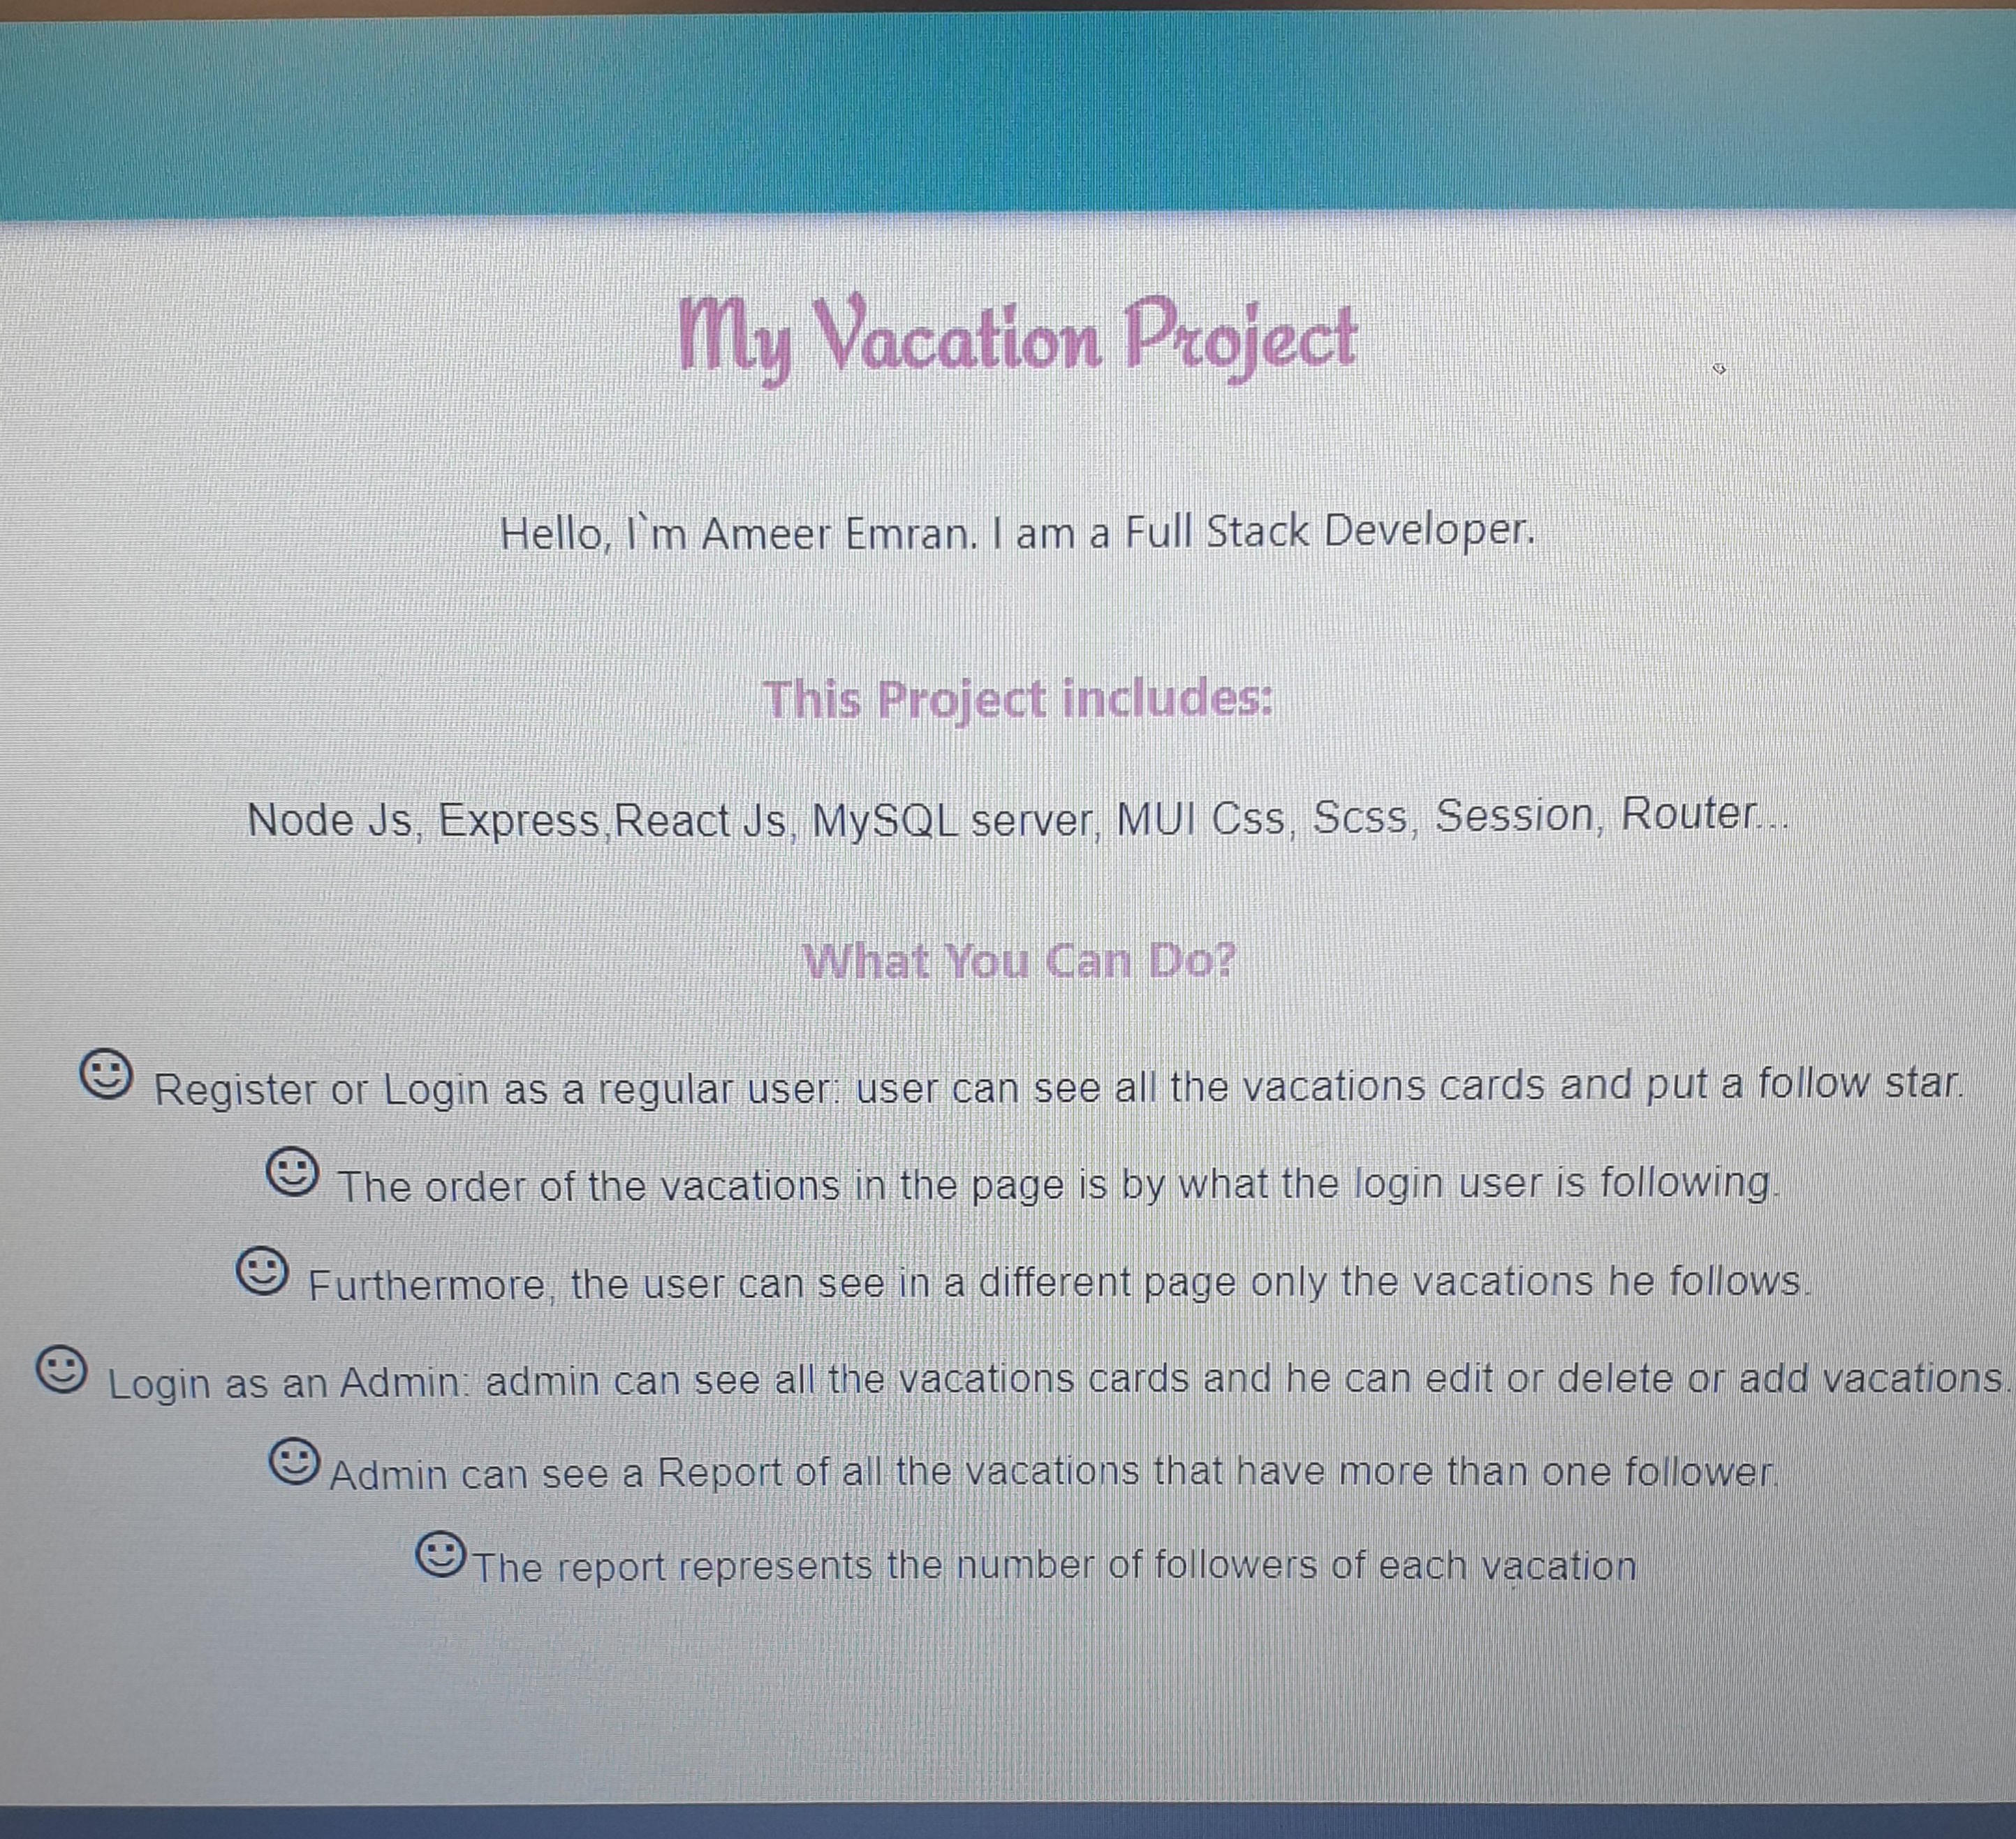 My Vacation Project
Hello, I`m Ameer Emran. I am a Full Stack Developer.
This Project includes:
Node Js, Express,React Js, MySQL server, MUI Css, Scss, Session, Router...
What You Can Do?
Register or Login as a regular user: user can see all the vacations cards and put a follow star.
The order of the vacations in the page is by what the login user is following.
Furthermore, the user can see in a different page only the vacations he follows.
Login as an Admin: admin can see all the vacations cards and he can edit or delete or add vacations.
Admin can see a Report of all the vacations that have more than one follower.
The report represents the number of followers of each vacation